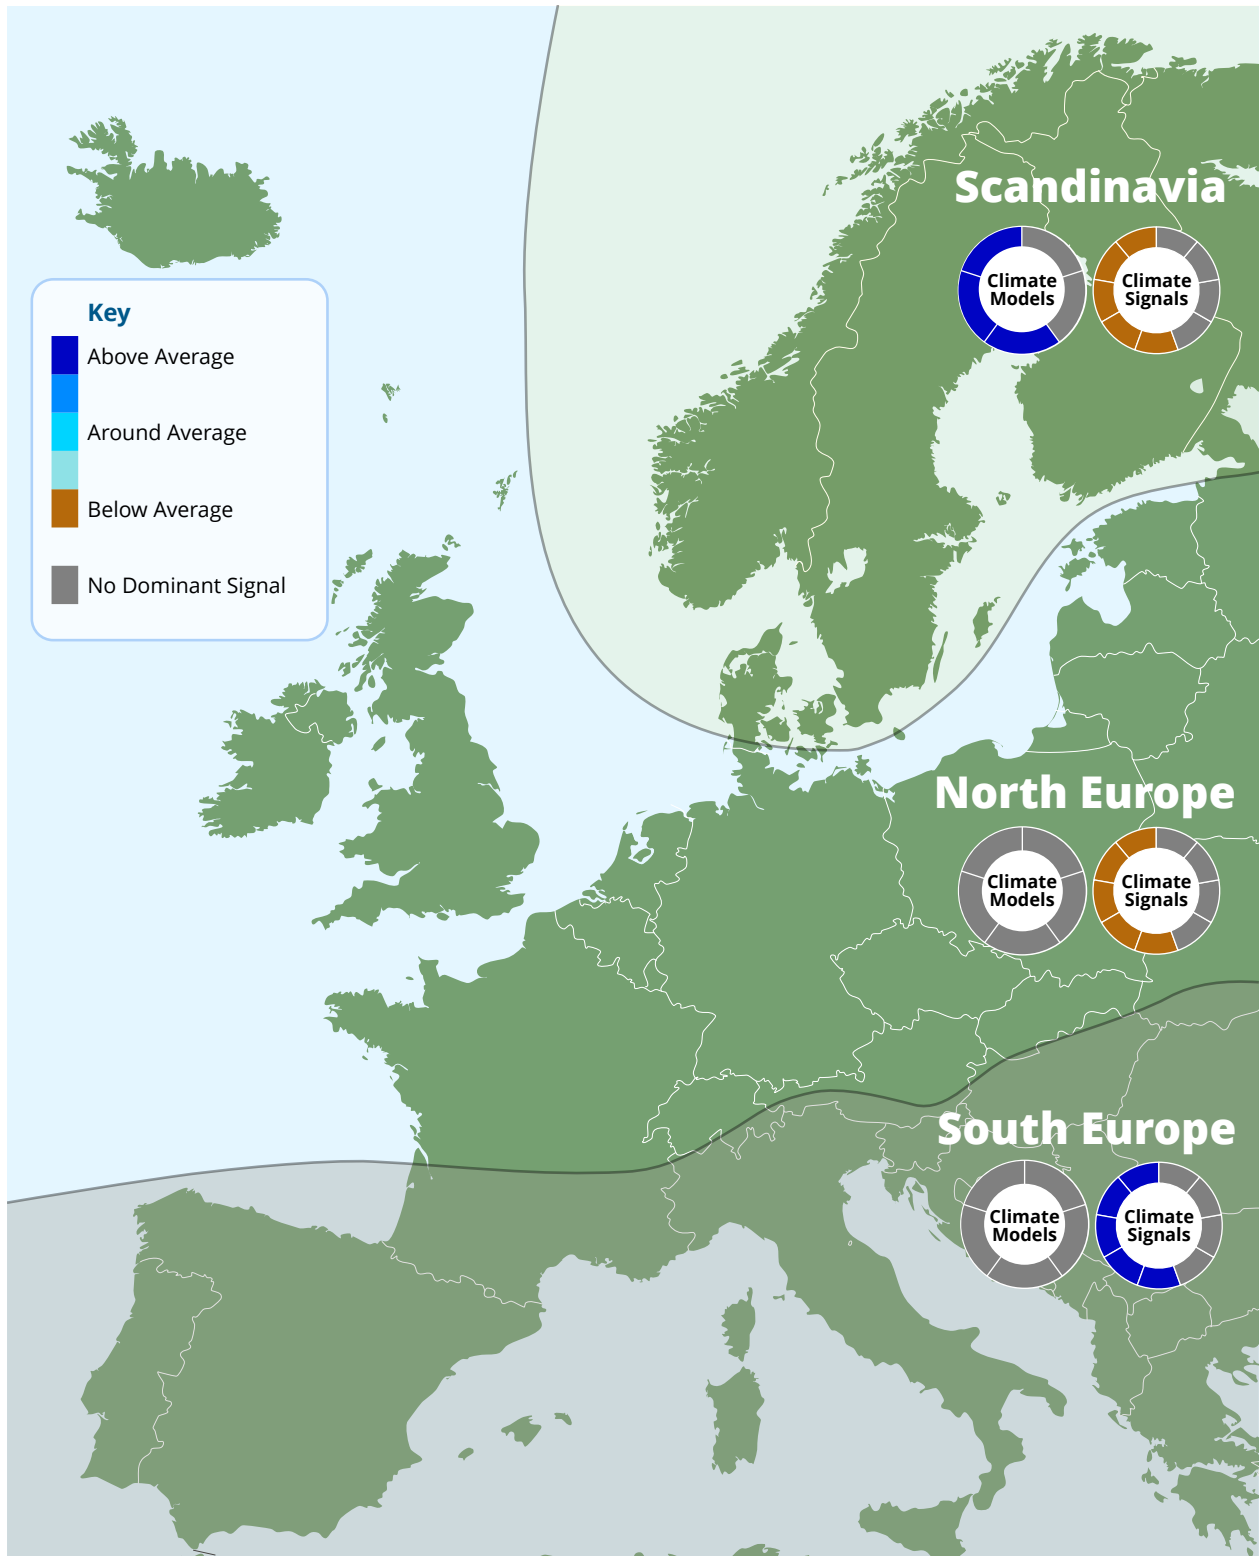 Scandinavia
Climate
Models
Climate
Signals
Key
Above Average
Around Average
Below Average
No Dominant Signal
North Europe
Climate
Models
Climate
Signals
South Europe
Climate
Models
Climate
Signals